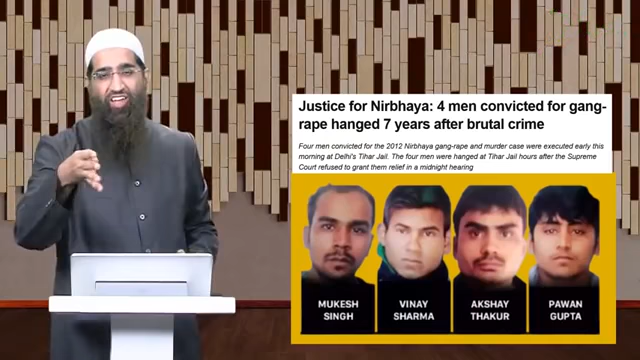 Justice for Nirbhaya: 4 men convicted for gang-
rape hanged 7 years after brutal crime
Four men convicted for the 2012 Nirbhaya gang-rape and murder case were executed early this
morning at Delhi's Tihar Jail. The four men were hanged at Tihar Jail hours after the Supreme
Court refused to grant them relief in a midnight hearing
MUKESH
SINGH
VINAY
SHARMA
AKSHAY
THAKUR
PAWAN
GUPTA